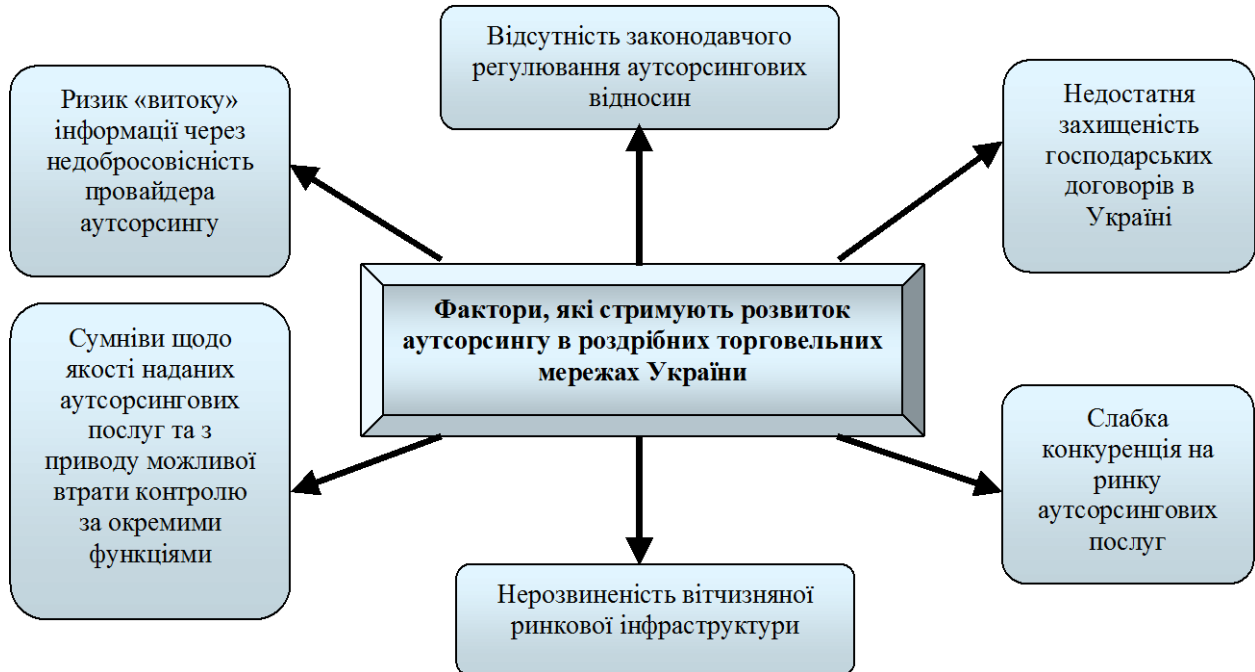 Відсутність законодавчого
регулювання аутсорсингових
відносин
Ризик «витоку»
інформації через
недобросовісність
провайдера
аутсорсингу
Недостатня
захищеність
господарських
договорів в
Україні
Фактори, які стримують розвиток
аутсорсингу в роздрібних торговельних
мережах України
Сумніви щодо
якості наданих
аутсорсингових
послуг та з
приводу можливої
втрати контролю
за окремими
функціями
Слабка
конкуренція на
ринку
аутсорсингових
послуг
Нерозвиненість вітчизняної
ринкової інфраструктури